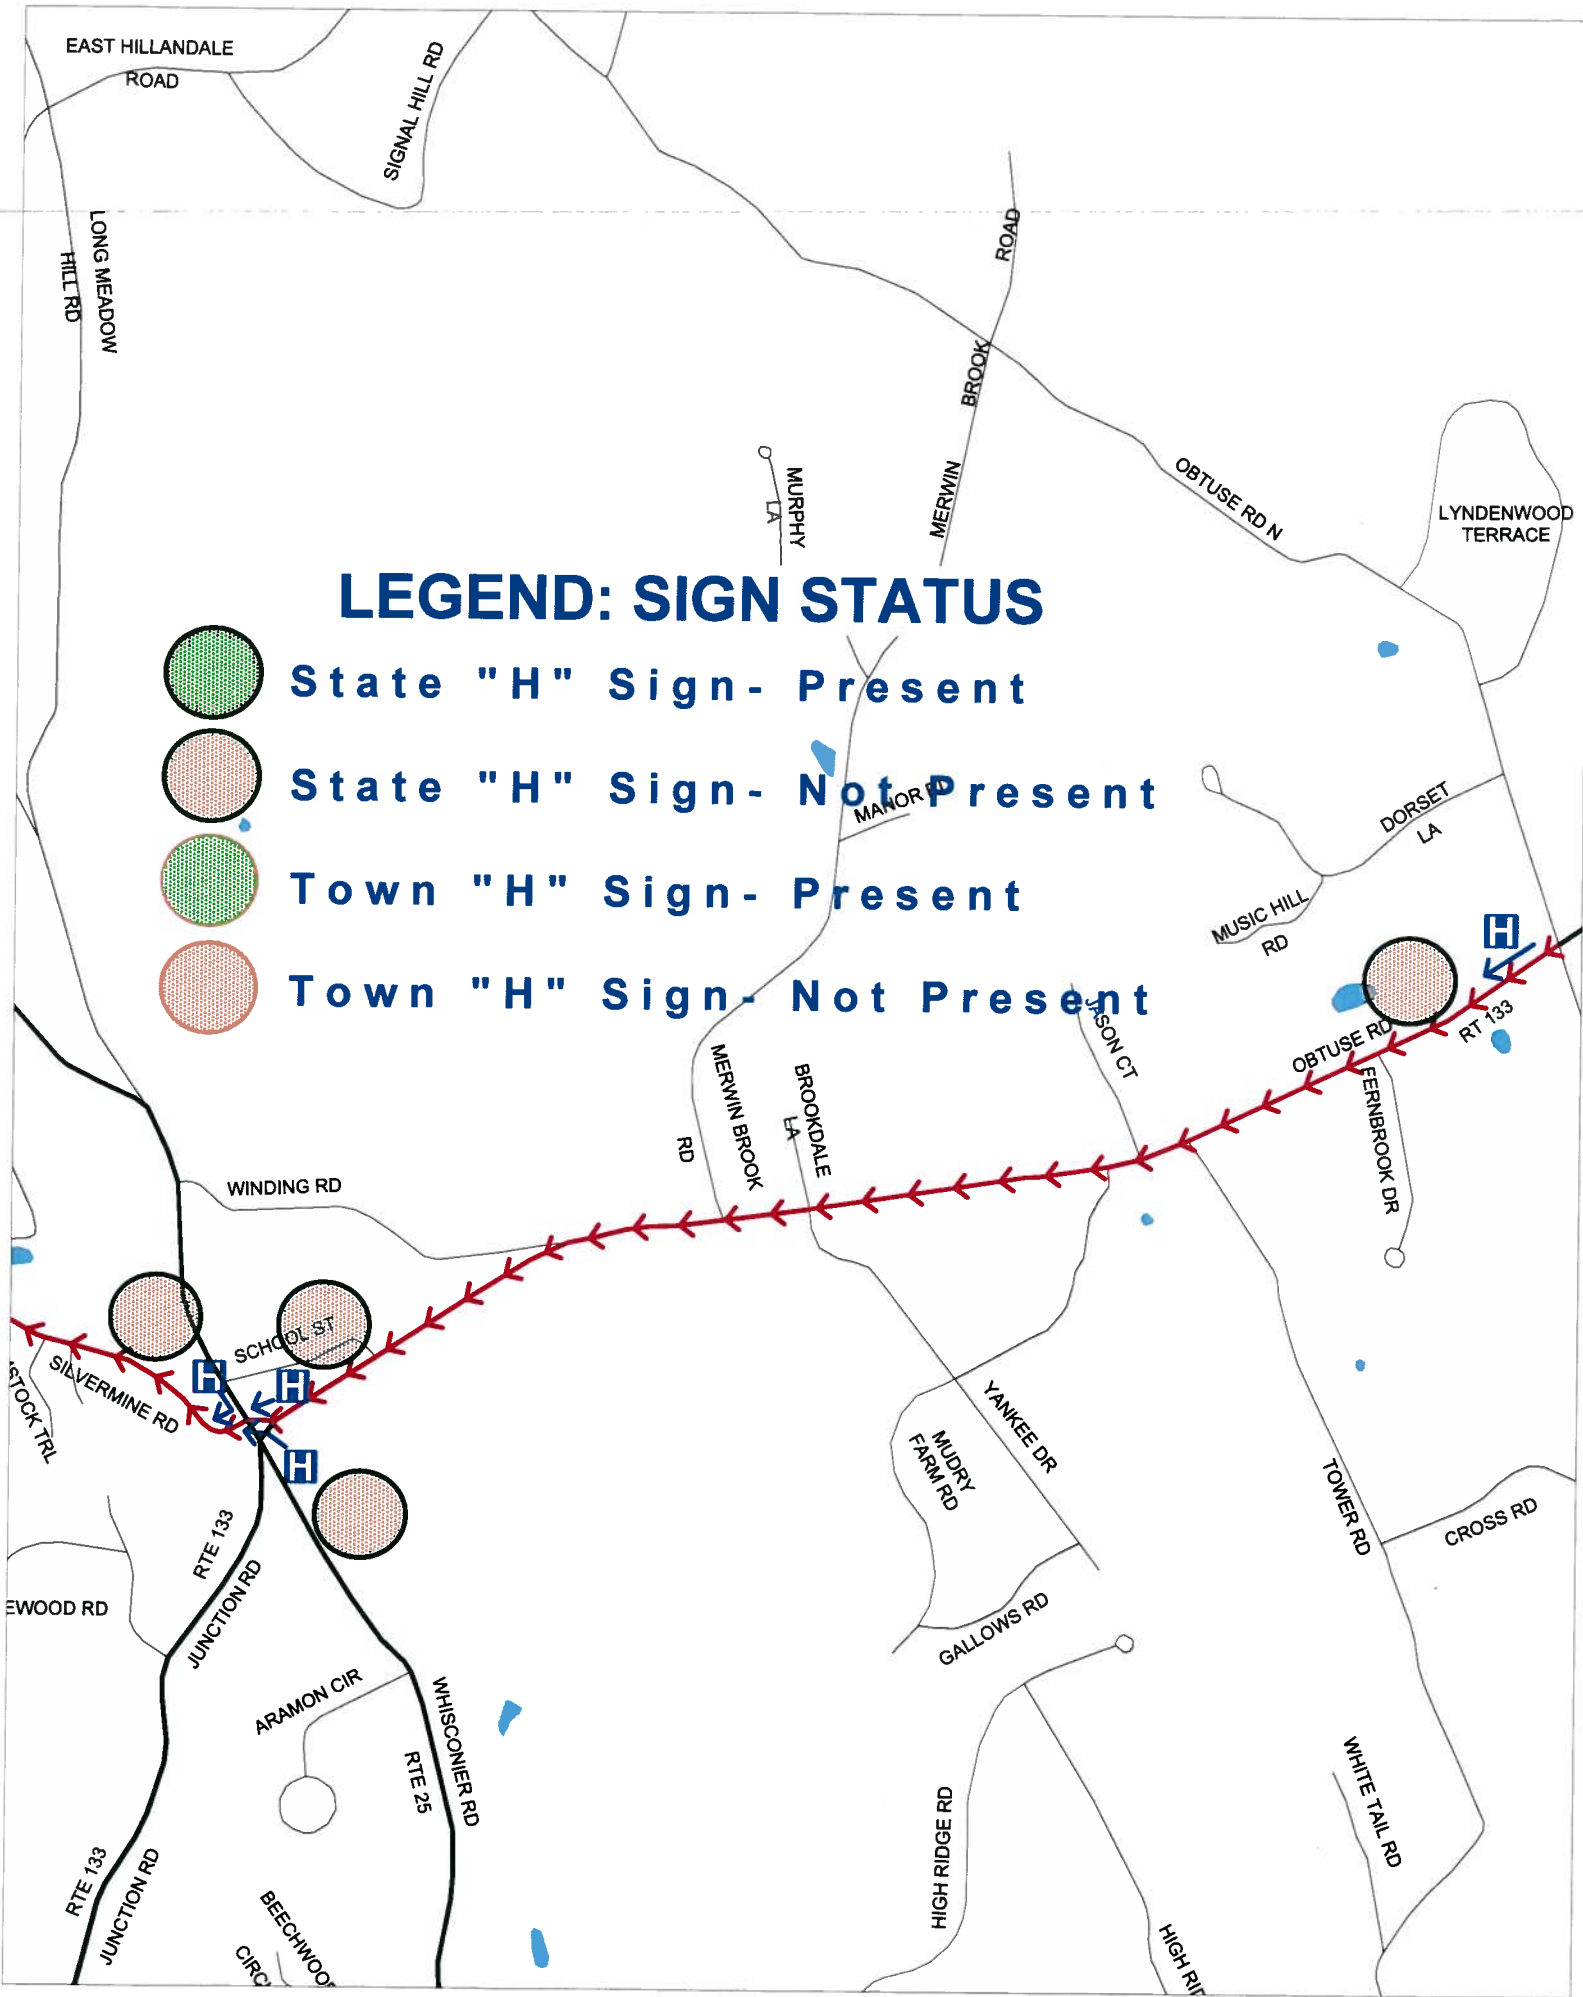 EAST HILLANDALE
ROAD
SIGNAL HILL RD
LONG MEADOW
HILL RD
ROAD
BROOK
MERWIN
MURPHY
LA
OBTUSE RD N
LYNDENWOOD
TERRACE
LEGEND: SIGN STATUS
State "H" Sign- Present
State "H" Sign- Not Present
MANOR RD
Town "H" Sign- Present
Town "H" Sign- Not Present
DORSET
LA
MUSIC HILL
RD
H
JASON CT
OBTUSE RD
RT 133
FERNBROOK DR
MERWIN BROOK
RD
BROOKDALE
LA
WINDING RD
SCHOOL ST
H
H
H
SILVERMINE RD
STOCK TRL
YANKEE DR
MUDRY
FARM RD
TOWER RD
CROSS RD
RTE 133
JUNCTION RD
EWOOD RD
GALLOWS RD
ARAMON CIR
WHISCONIER RD
RTE 25
WHITE TAIL RD
HIGH RIDGE RD
RTE 133
JUNCTION RD
BEECHWOO
CIRC
HIGH RI